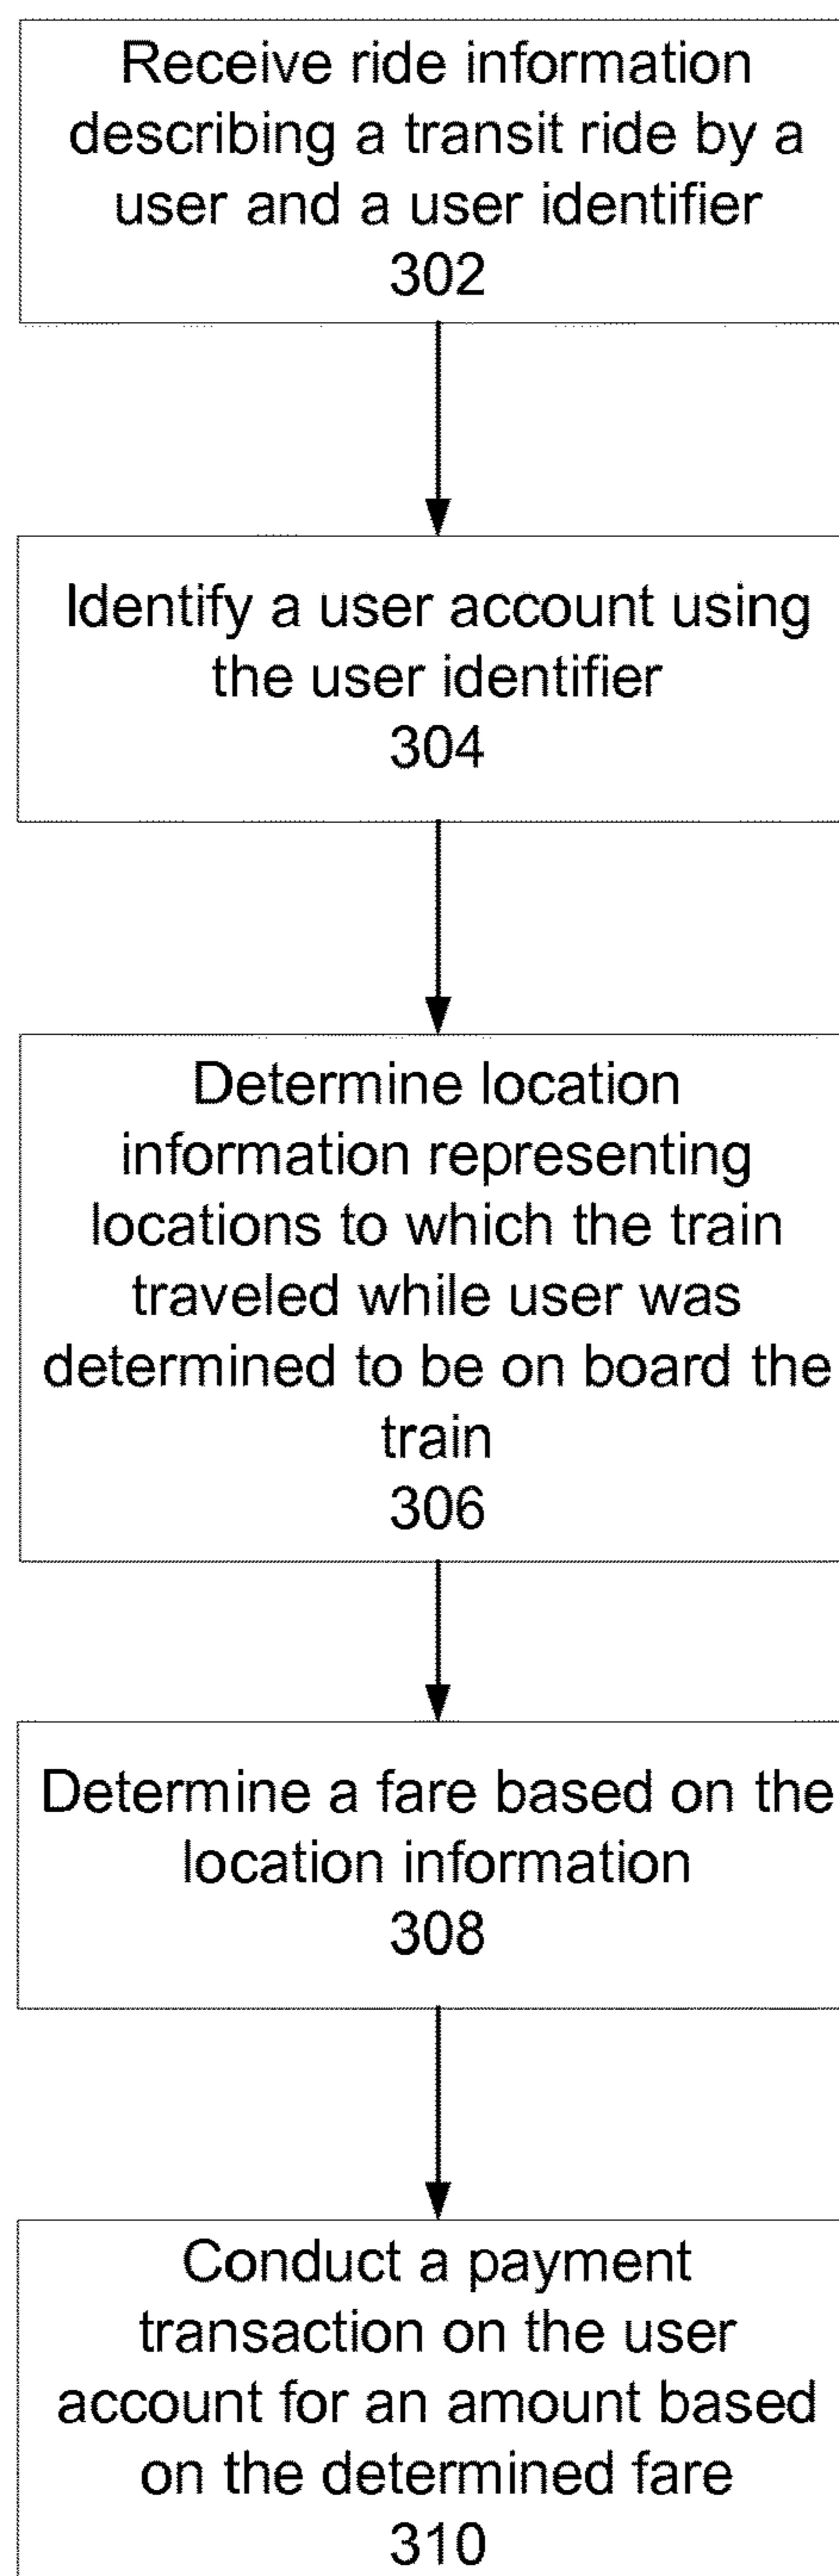 Receive ride information
describing a transit ride by a
user and a user identifier
302
Identify a user account using
the user identifier
304
Determine location
information representing
locations to which the train
traveled while user was
determined to be on board the
train
306
Determine a fare based on the
location information
308
Conduct a payment
transaction on the user
account for an amount based
on the determined fare
310